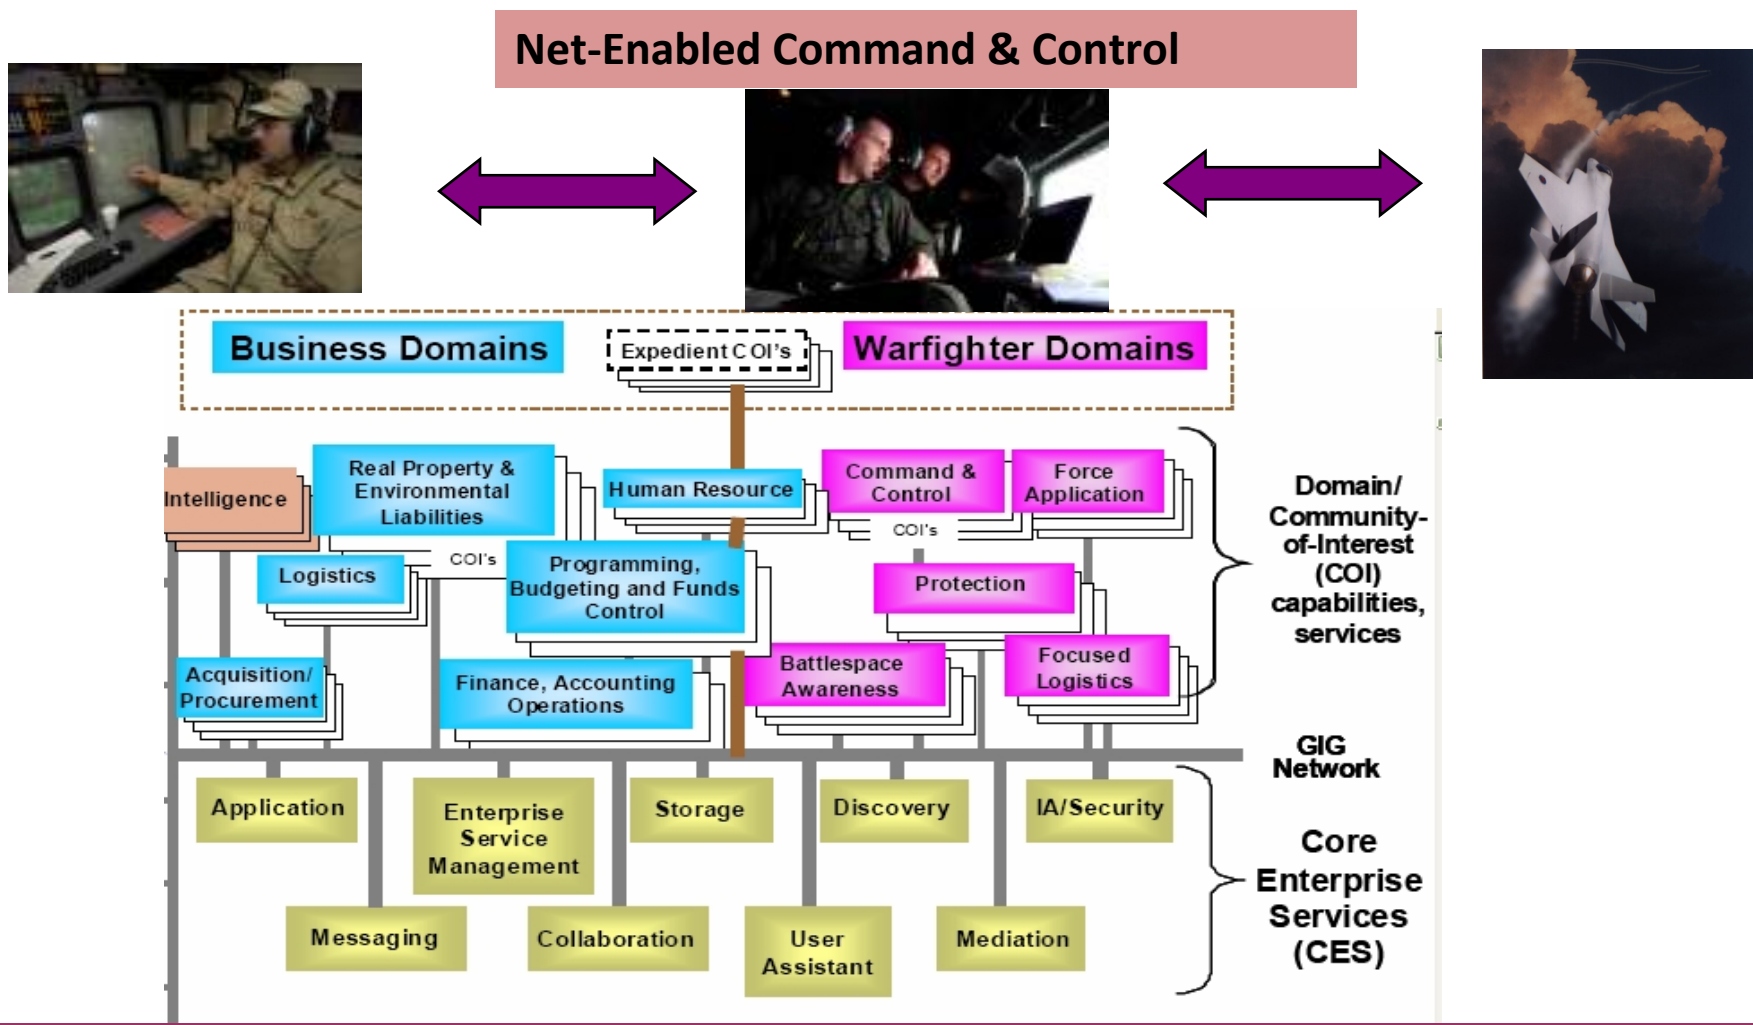 Net-Enabled Command & Control
Business Domains
Expedient COI's
Warfighter Domains
Intelligence
Real Property &
Environmental
Liabilities
Human Resource
Command &
Control
Force
Application
COI's
COI's
Logistics
Programming,
Budgeting and Funds
Control
Protection
Acquisition/
Procurement
Finance, Accounting
Operations
Battlespace
Awareness
Focused
Logistics
Domain/
Community-
of-Interest
(COI)
capabilities,
services
GIG
Network
Application
Enterprise
Service
Management
Storage
Discovery
IA/Security
Messaging
Collaboration
User
Assistant
Mediation
Core
Enterprise
Services
(CES)